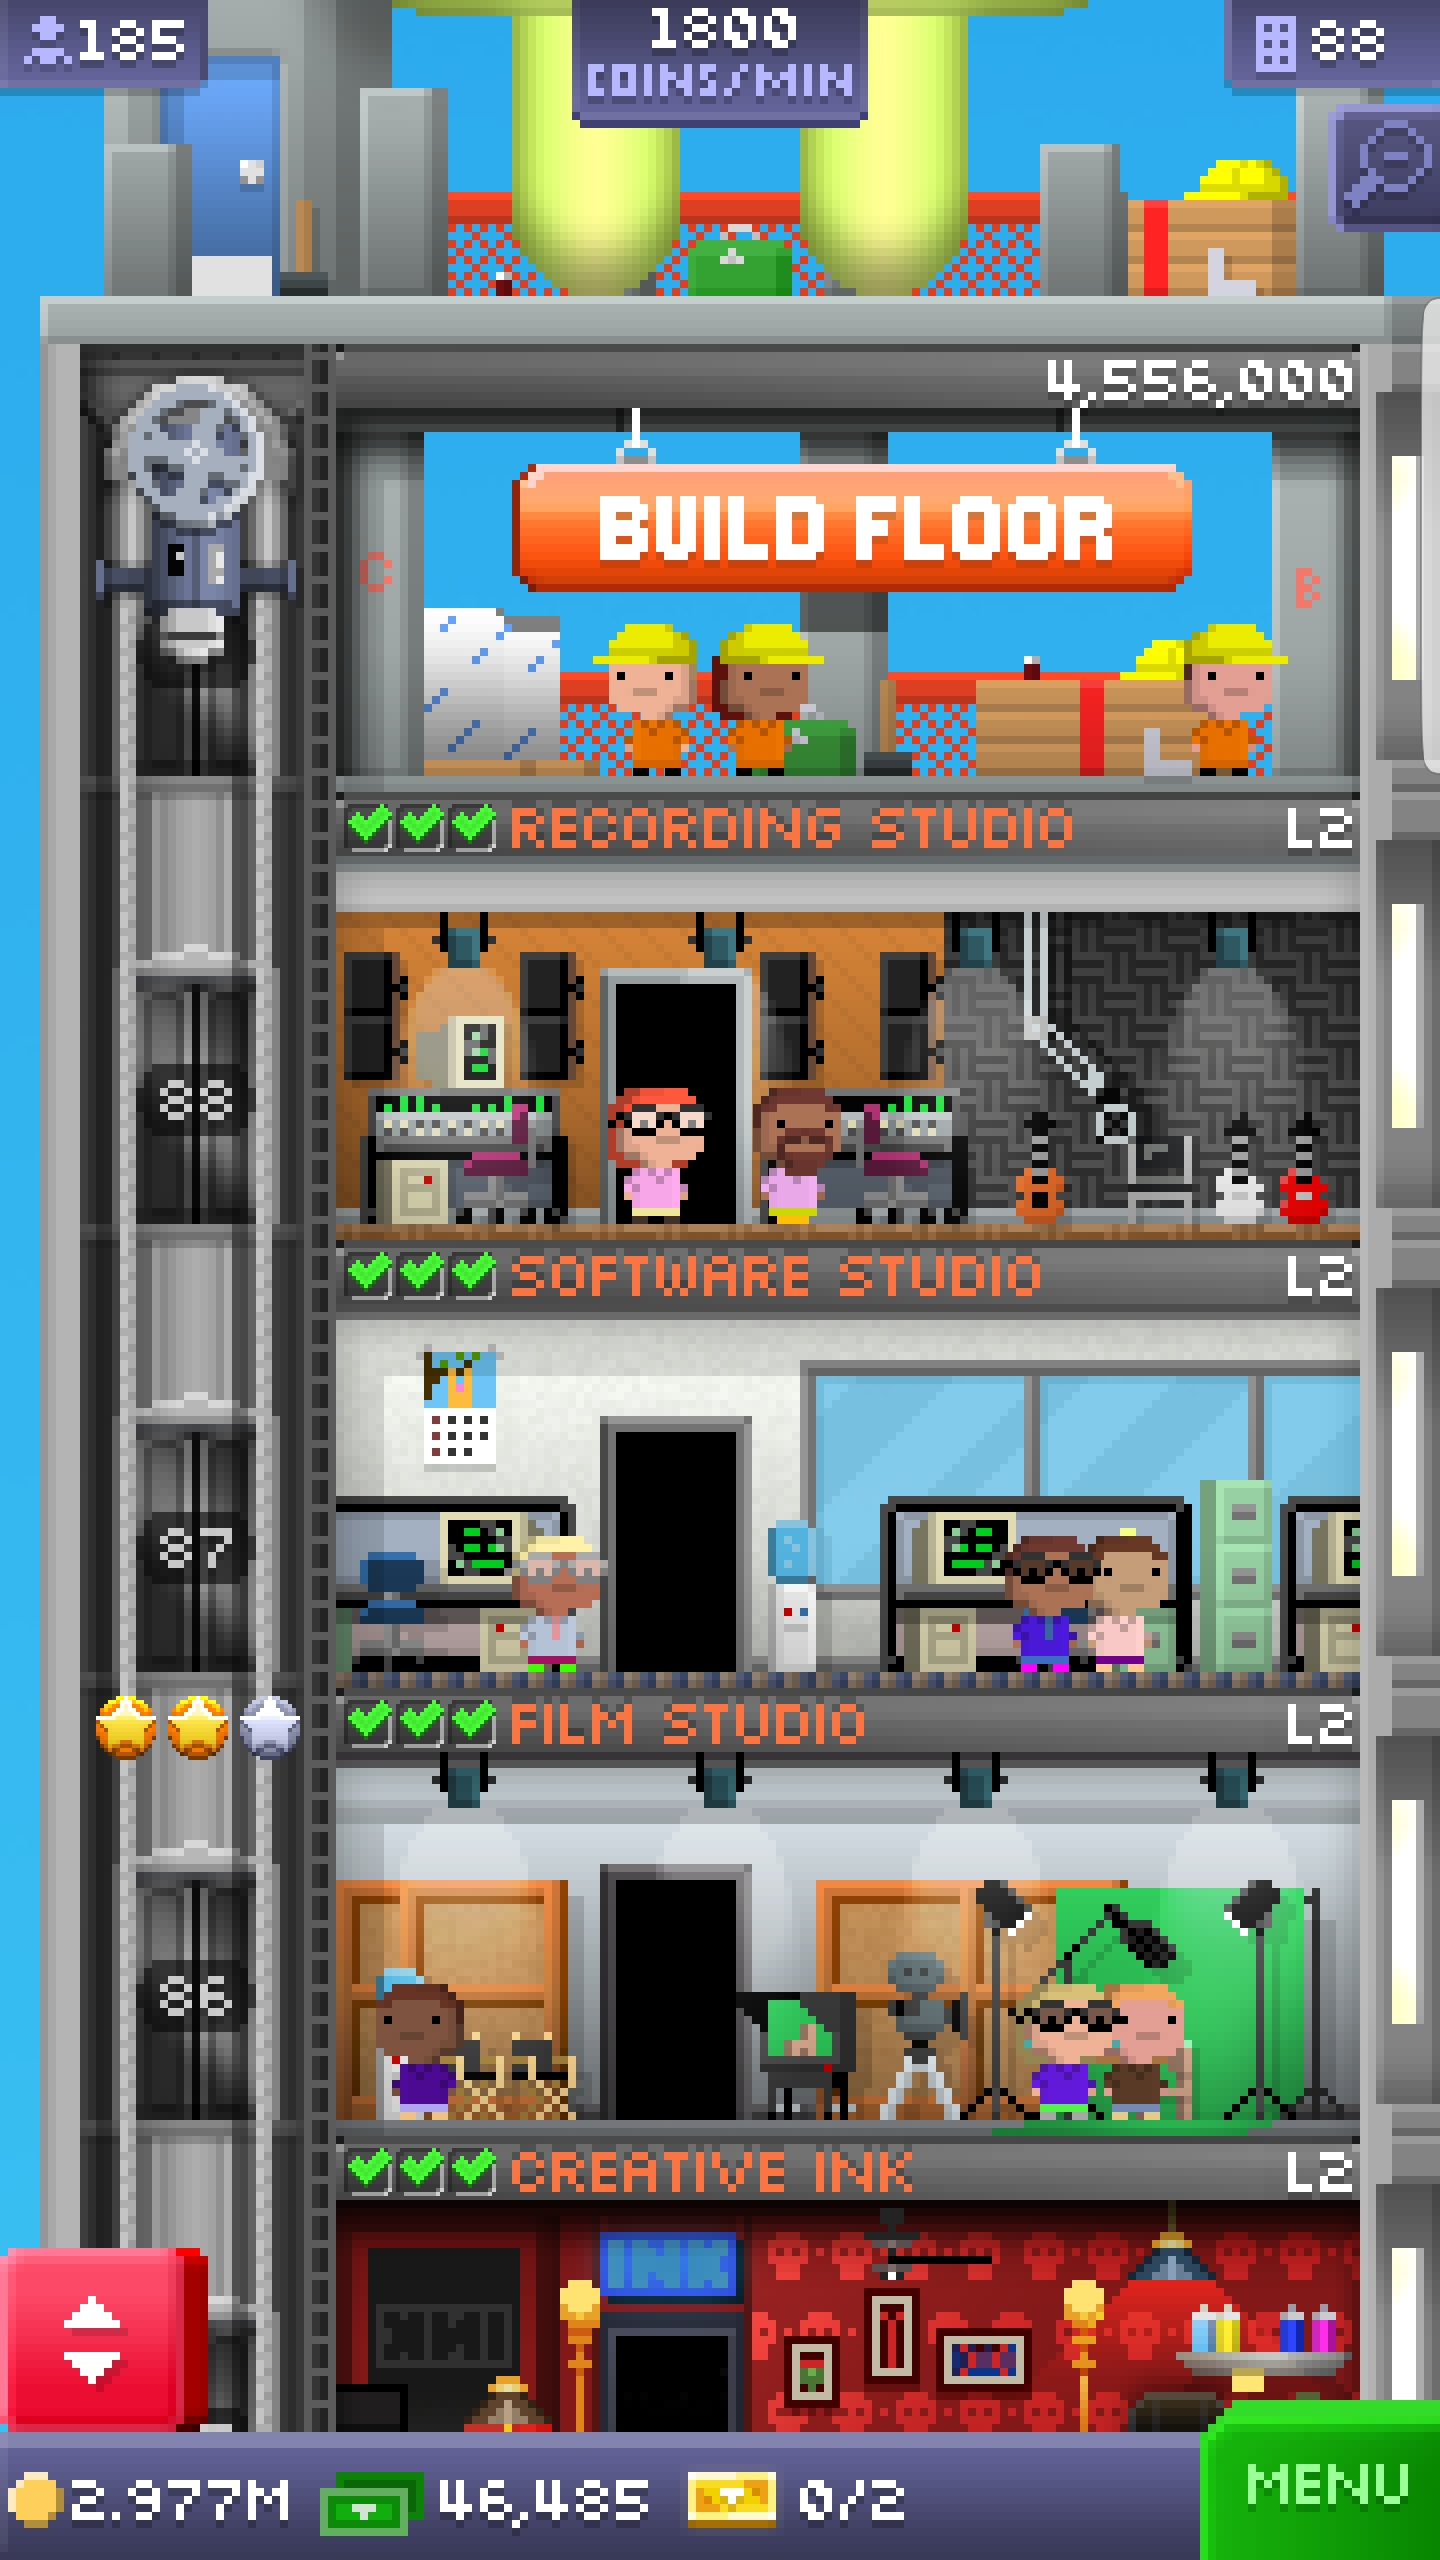 185
1800
COINS/MIN
88
4,556,000
BUILD FLOOR
C
B
RECORDING STUDIO L2
88
SOFTWARE STUDIO L2
87
FILM STUDIO L2
86
CREATIVE INK L2
INK
2.977M 46,485 0/2
MENU